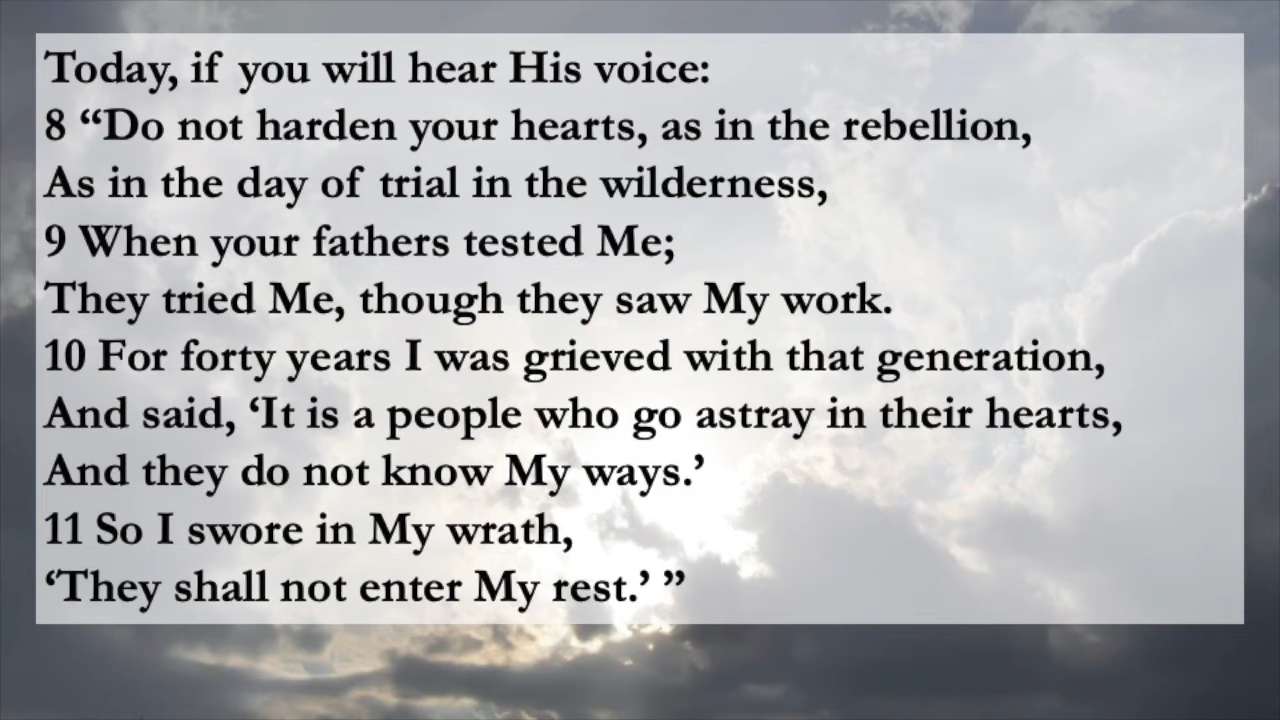 Today, if you will hear His voice:
8 “Do not harden your hearts, as in the rebellion,
As in the day of trial in the wilderness,
9 When your fathers tested Me;
They tried Me, though they saw My work.
10 For forty years I was grieved with that generation,
And said, ‘It is a people who go astray in their hearts,
And they do not know My ways.’
11 So I swore in My wrath,
‘They shall not enter My rest.’ ”